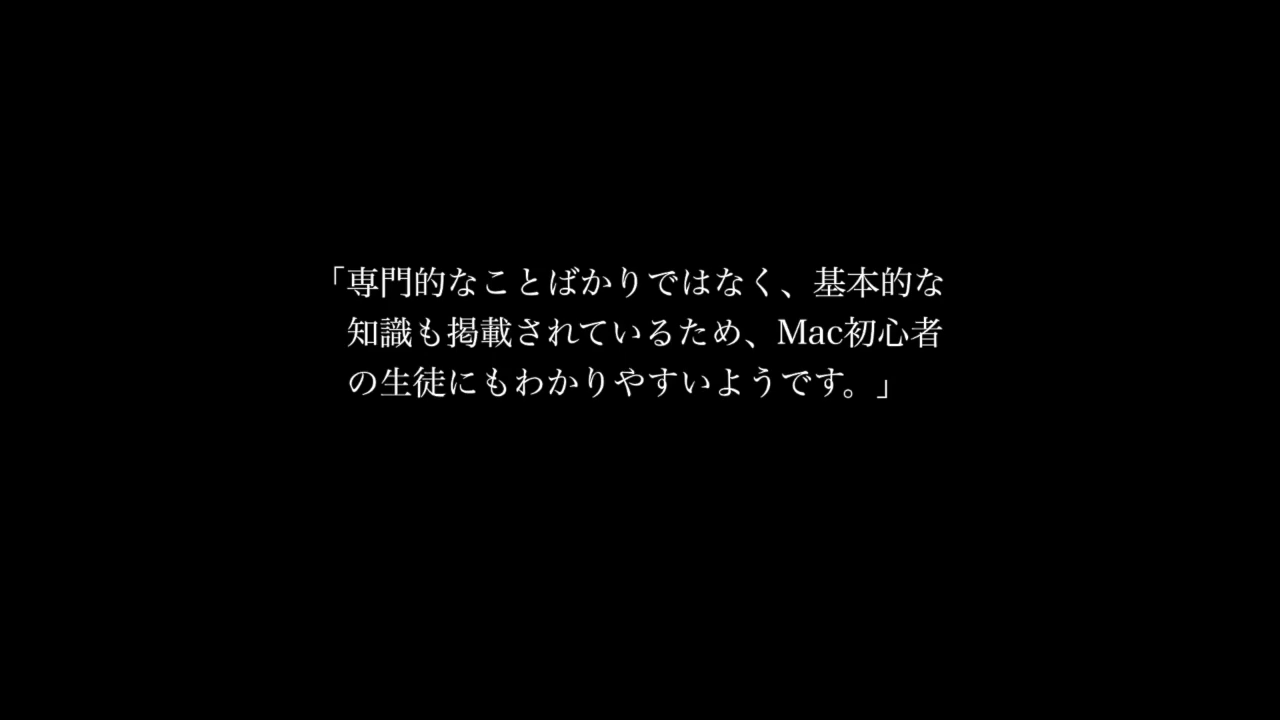 「専門的なことばかりではなく、基本的な
知識も掲載されているため、Mac初心者
の生徒にもわかりやすいようです。」